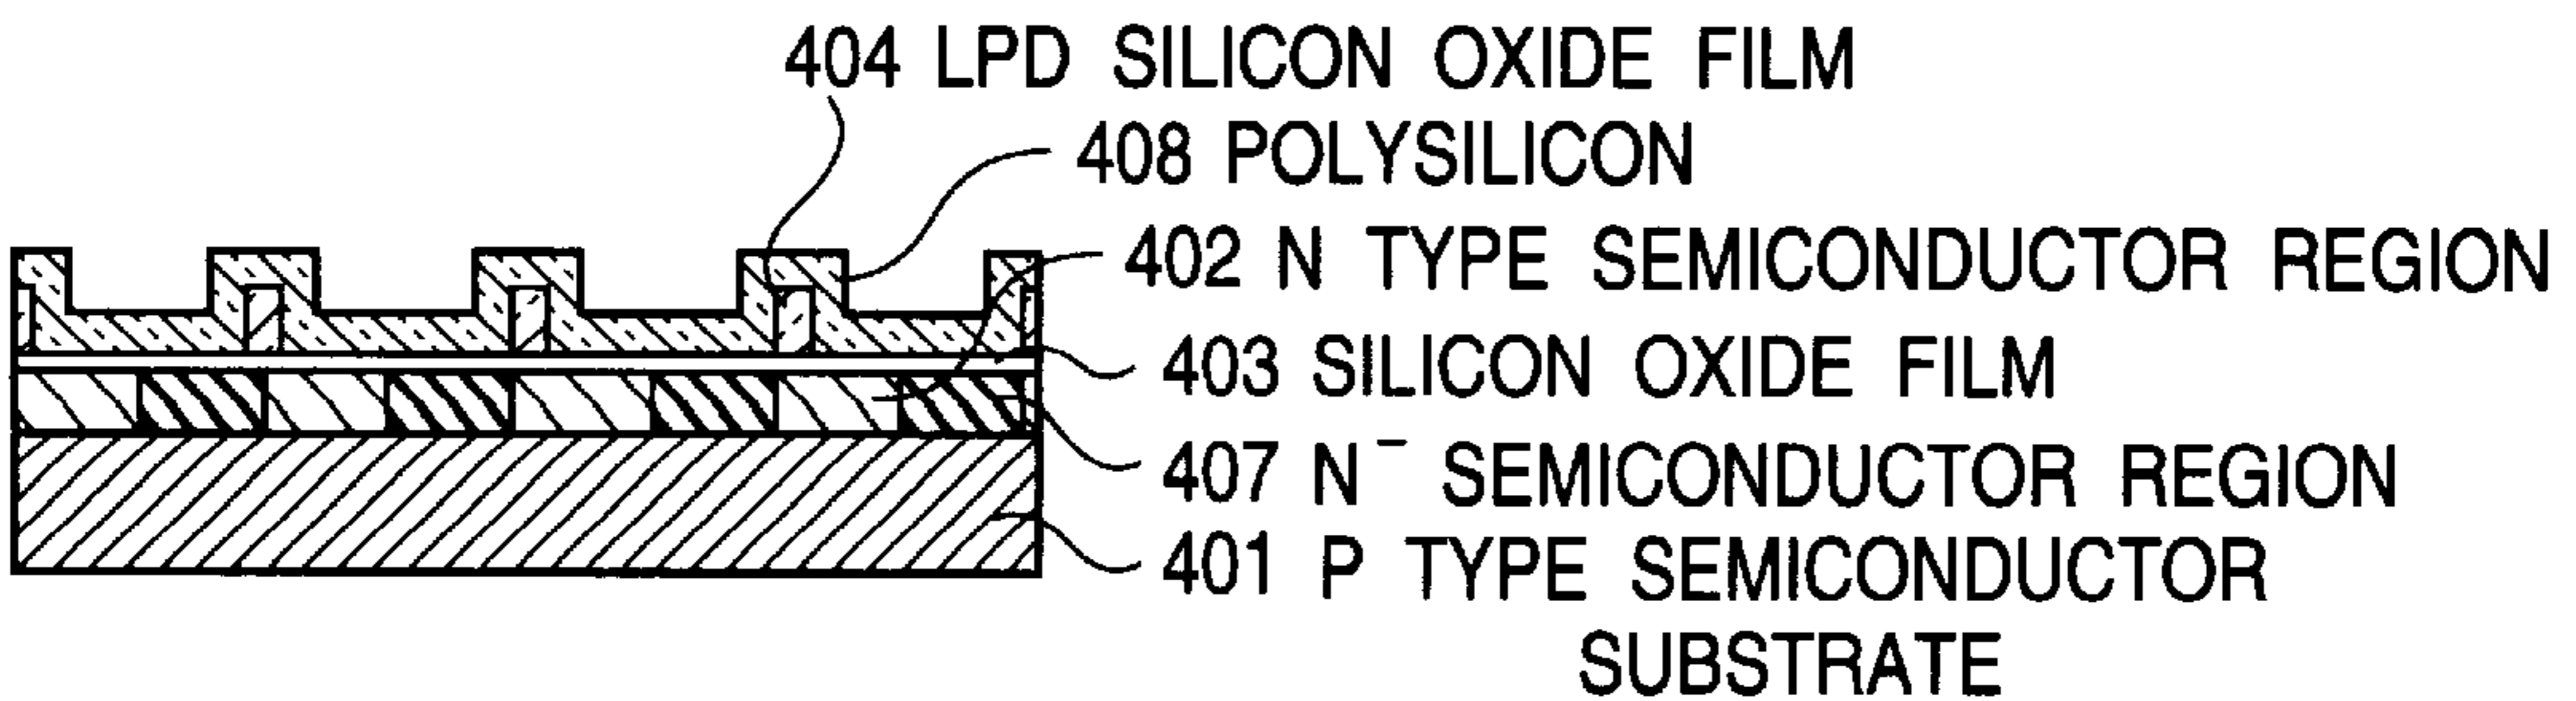 404 LPD SILICON OXIDE FILM
408 POLYSILICON
402 N TYPE SEMICONDUCTOR REGION
403 SILICON OXIDE FILM
407 N⁻ SEMICONDUCTOR REGION
401 P TYPE SEMICONDUCTOR
SUBSTRATE